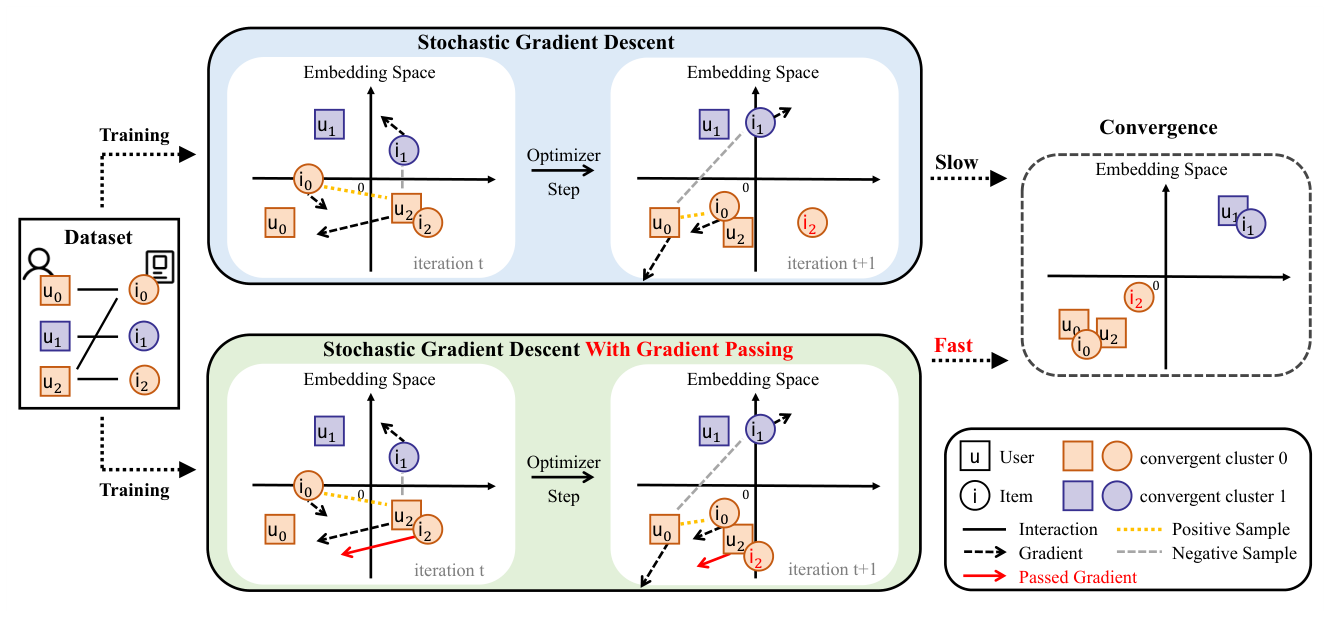 Stochastic Gradient Descent
Embedding Space
u1
i1
i0
0
u2
i2
u0
iteration t
Optimizer
Step
Embedding Space
u1
i1
0
i0
u0
u2
i2
iteration t+1
Training
Dataset
u0
i0
u1
i1
u2
i2
Training
Stochastic Gradient Descent With Gradient Passing
Embedding Space
u1
i1
i0
0
u2
i2
u0
iteration t
Optimizer
Step
Embedding Space
u1
i1
0
i0
u0
u2
i2
iteration t+1
Slow
Fast
Convergence
Embedding Space
u1
i1
0
i2
u0
u2
i0
u User
convergent cluster 0
i Item
convergent cluster 1
Interaction
Positive Sample
Gradient
Negative Sample
Passed Gradient